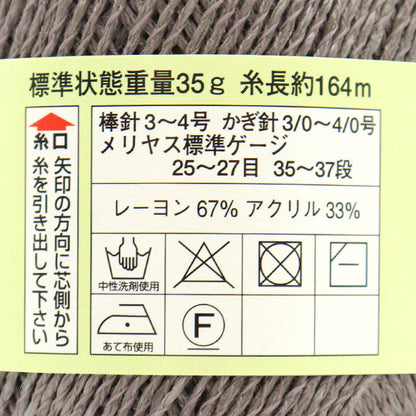 標準状態重量35g 糸長約164m
糸口
矢印の方向に芯側から
糸を引き出して下さい
棒針3～4号 かぎ針3/0～4/0号
メリヤス標準ゲージ
25～27目 35～37段
レーヨン 67% アクリル 33%
中性洗剤使用
あて布使用
F